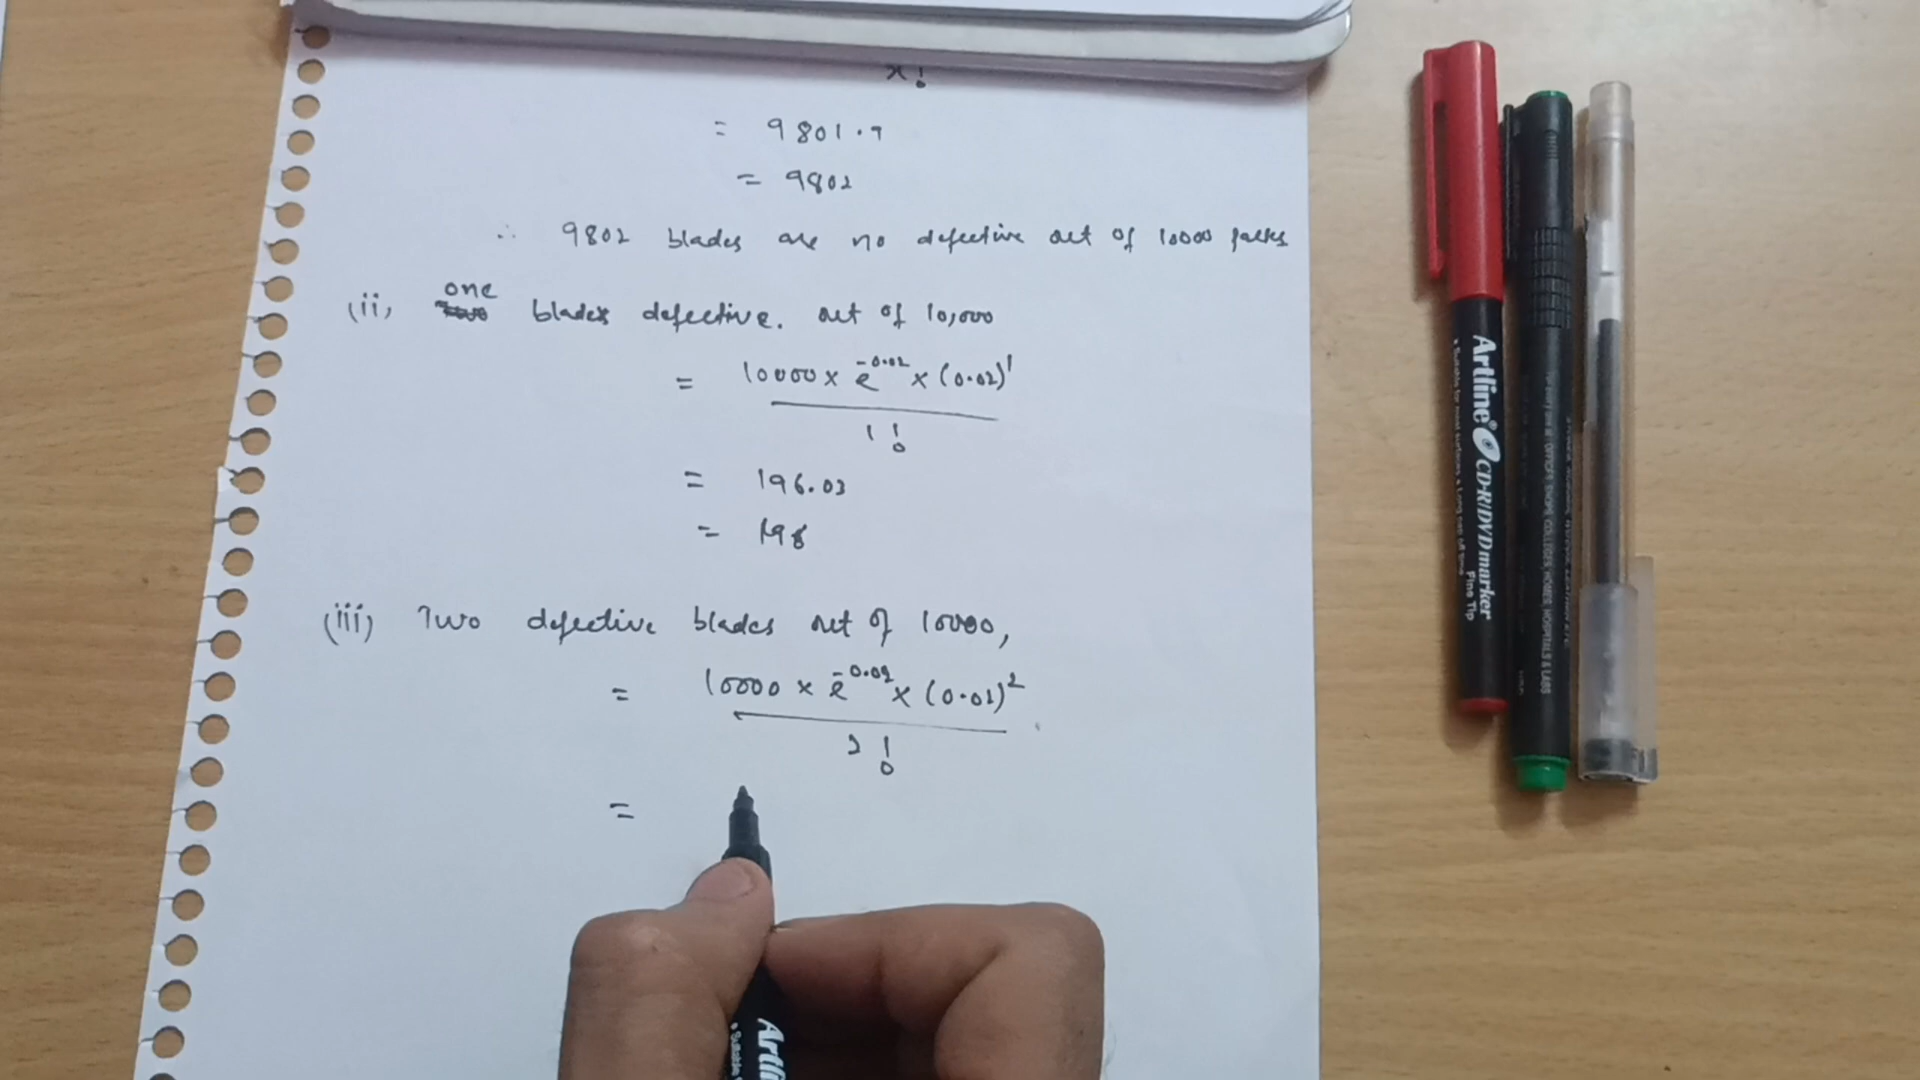 x!
= 9801.9
= 9802
∴ 9802 blades are no defective out of 10000 packs
(ii) one blades defective. out of 10,000
= 10000 x e^-0.02 x (0.02)^1
1!
= 196.03
= 198
(iii) Two defective blades out of 10000,
= 10000 x e^-0.02 x (0.02)^2
2!
=
Artline CD-R/DVD marker
Fine Tip
Artli